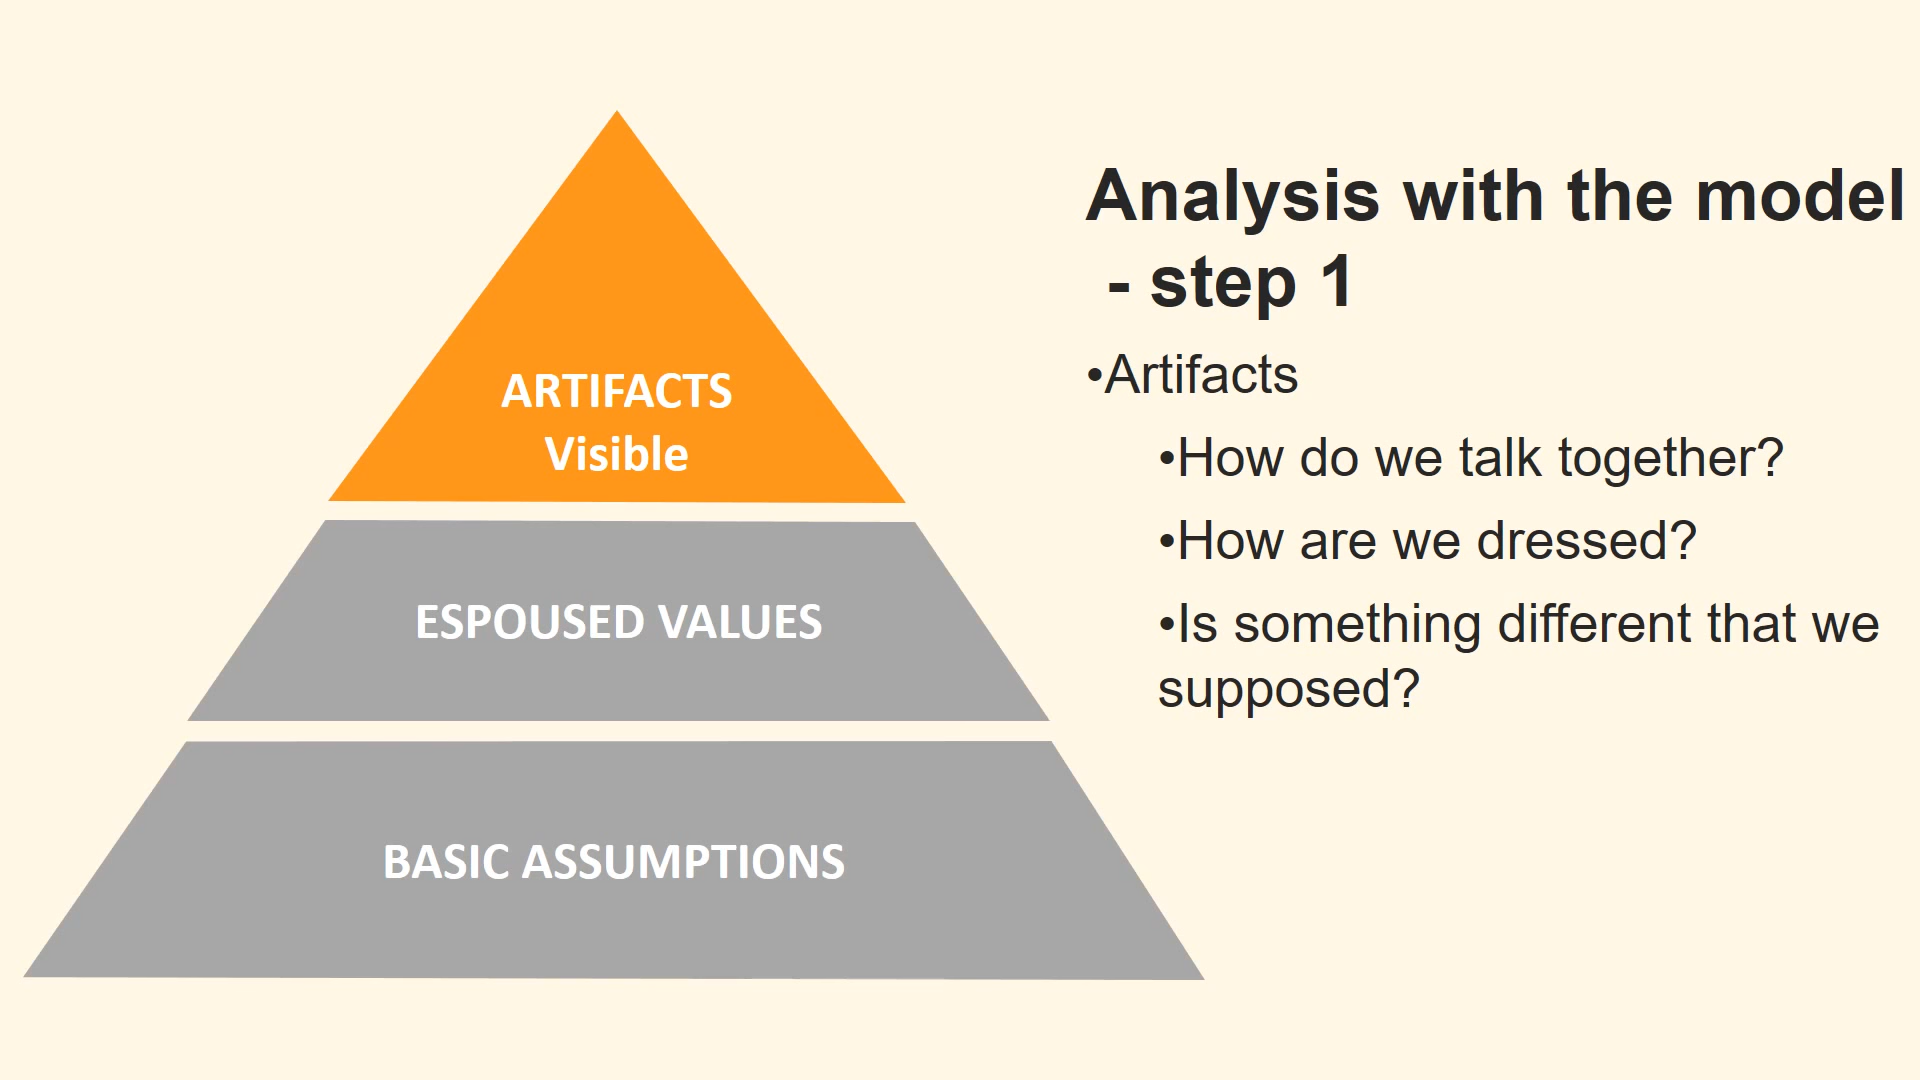 ARTIFACTS
Visible
ESPOUSED VALUES
BASIC ASSUMPTIONS
Analysis with the model
- step 1
•Artifacts
•How do we talk together?
•How are we dressed?
•Is something different that we
supposed?